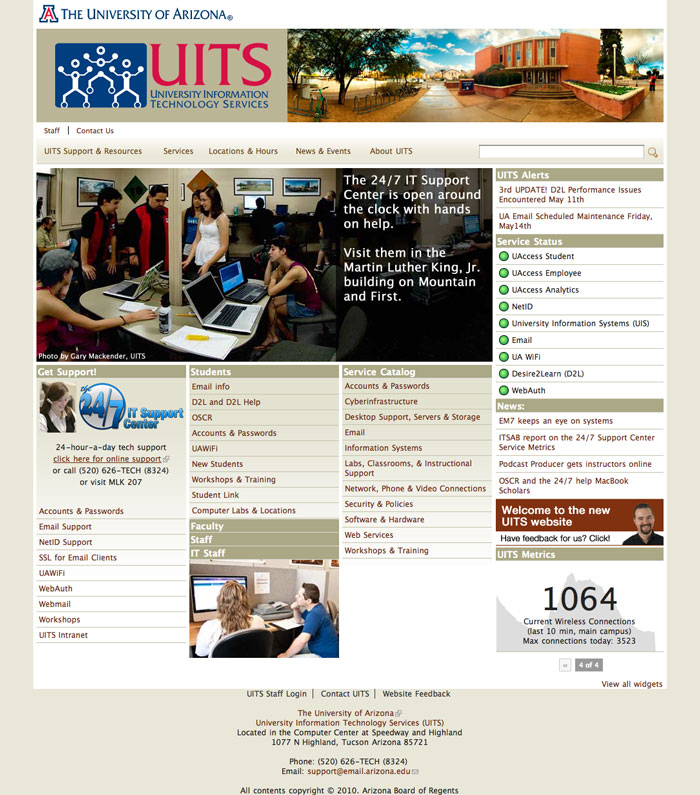 THE UNIVERSITY OF ARIZONA®
UITS
UNIVERSITY INFORMATION
TECHNOLOGY SERVICES
Staff | Contact Us
UITS Support & Resources Services Locations & Hours News & Events About UITS
The 24/7 IT Support
Center is open around
the clock with hands
on help.
Visit them in the
Martin Luther King, Jr.
building on Mountain
and First.
Photo by Gary Mackender, UITS
UITS Alerts
3rd UPDATE! D2L Performance Issues
Encountered May 11th
UA Email Scheduled Maintenance Friday,
May14th
Service Status
UAccess Student
UAccess Employee
UAccess Analytics
NetID
University Information Systems (UIS)
Email
UA WiFi
Desire2Learn (D2L)
WebAuth
News:
EM7 keeps an eye on systems
ITSAB report on the 24/7 Support Center
Service Metrics
Podcast Producer gets instructors online
OSCR and the 24/7 help MacBook
Scholars
Welcome to the new
UITS website
Have feedback for us? Click!
UITS Metrics
1064
Current Wireless Connections
(last 10 min, main campus)
Max connections today: 3523
«
4 of 4
View all widgets
Get Support!
the
24/7 IT Support
Center
24-hour-a-day tech support
click here for online support
or call (520) 626-TECH (8324)
or visit MLK 207
Accounts & Passwords
Email Support
NetID Support
SSL for Email Clients
UAWiFi
WebAuth
Webmail
Workshops
UITS Intranet
Students
Email info
D2L and D2L Help
OSCR
Accounts & Passwords
UAWiFi
New Students
Workshops & Training
Student Link
Computer Labs & Locations
Faculty
Staff
IT Staff
Service Catalog
Accounts & Passwords
Cyberinfrastructure
Desktop Support, Servers & Storage
Email
Information Systems
Labs, Classrooms, & Instructional
Support
Network, Phone & Video Connections
Security & Policies
Software & Hardware
Web Services
Workshops & Training
UITS Staff Login | Contact UITS | Website Feedback
The University of Arizona
University Information Technology Services (UITS)
Located in the Computer Center at Speedway and Highland
1077 N Highland, Tucson Arizona 85721
Phone: (520) 626-TECH (8324)
Email: support@email.arizona.edu
All contents copyright © 2010. Arizona Board of Regents